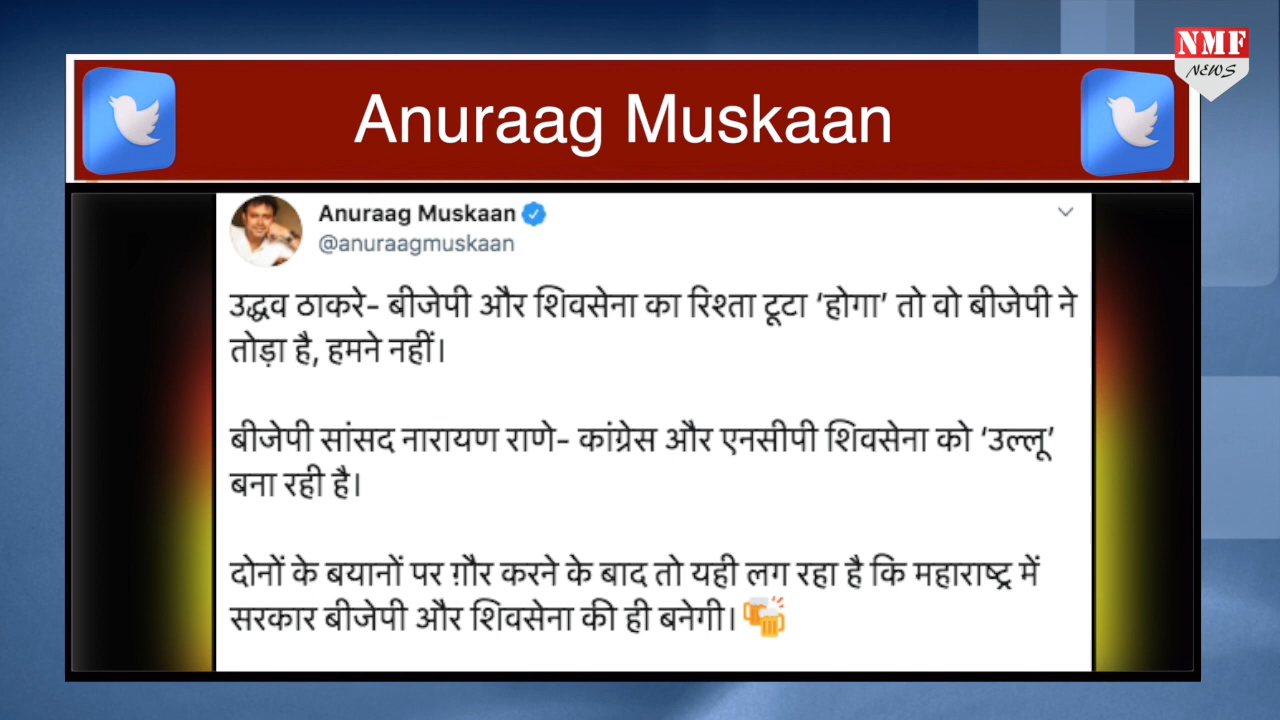 NMF
NEWS
Anuraag Muskaan
Anuraag Muskaan
@anuraagmuskaan
उद्धव ठाकरे- बीजेपी और शिवसेना का रिश्ता टूटा ‘होगा’ तो वो बीजेपी ने
तोड़ा है, हमने नहीं।
बीजेपी सांसद नारायण राणे- कांग्रेस और एनसीपी शिवसेना को ‘उल्लू’
बना रही है।
दोनों के बयानों पर ग़ौर करने के बाद तो यही लग रहा है कि महाराष्ट्र में
सरकार बीजेपी और शिवसेना की ही बनेगी। 🍻